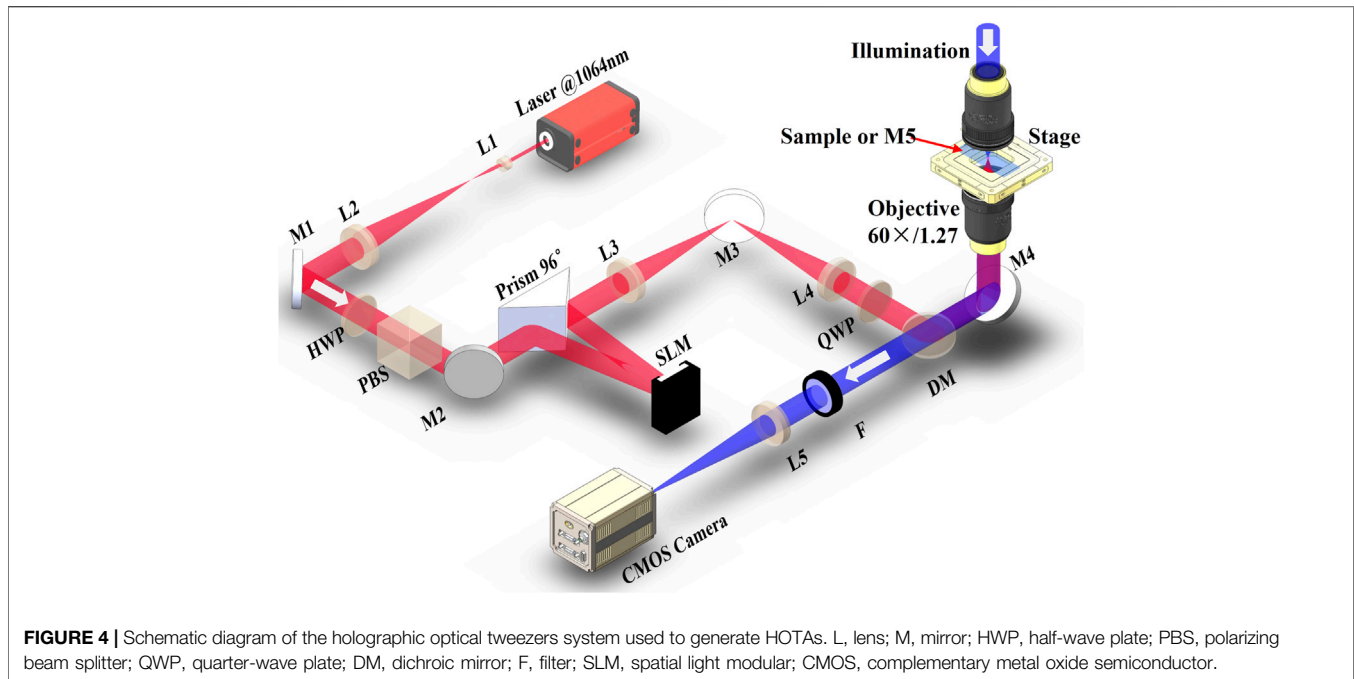 Illumination
Laser @1064nm
L1
Sample or M5
Stage
L2
M1
Objective
60×/1.27
M3
L3
M4
Prism 96°
L4
HWP
QWP
SLM
PBS
DM
M2
F
L5
CMOS Camera
FIGURE 4 | Schematic diagram of the holographic optical tweezers system used to generate HOTAs. L, lens; M, mirror; HWP, half-wave plate; PBS, polarizing
beam splitter; QWP, quarter-wave plate; DM, dichroic mirror; F, filter; SLM, spatial light modular; CMOS, complementary metal oxide semiconductor.